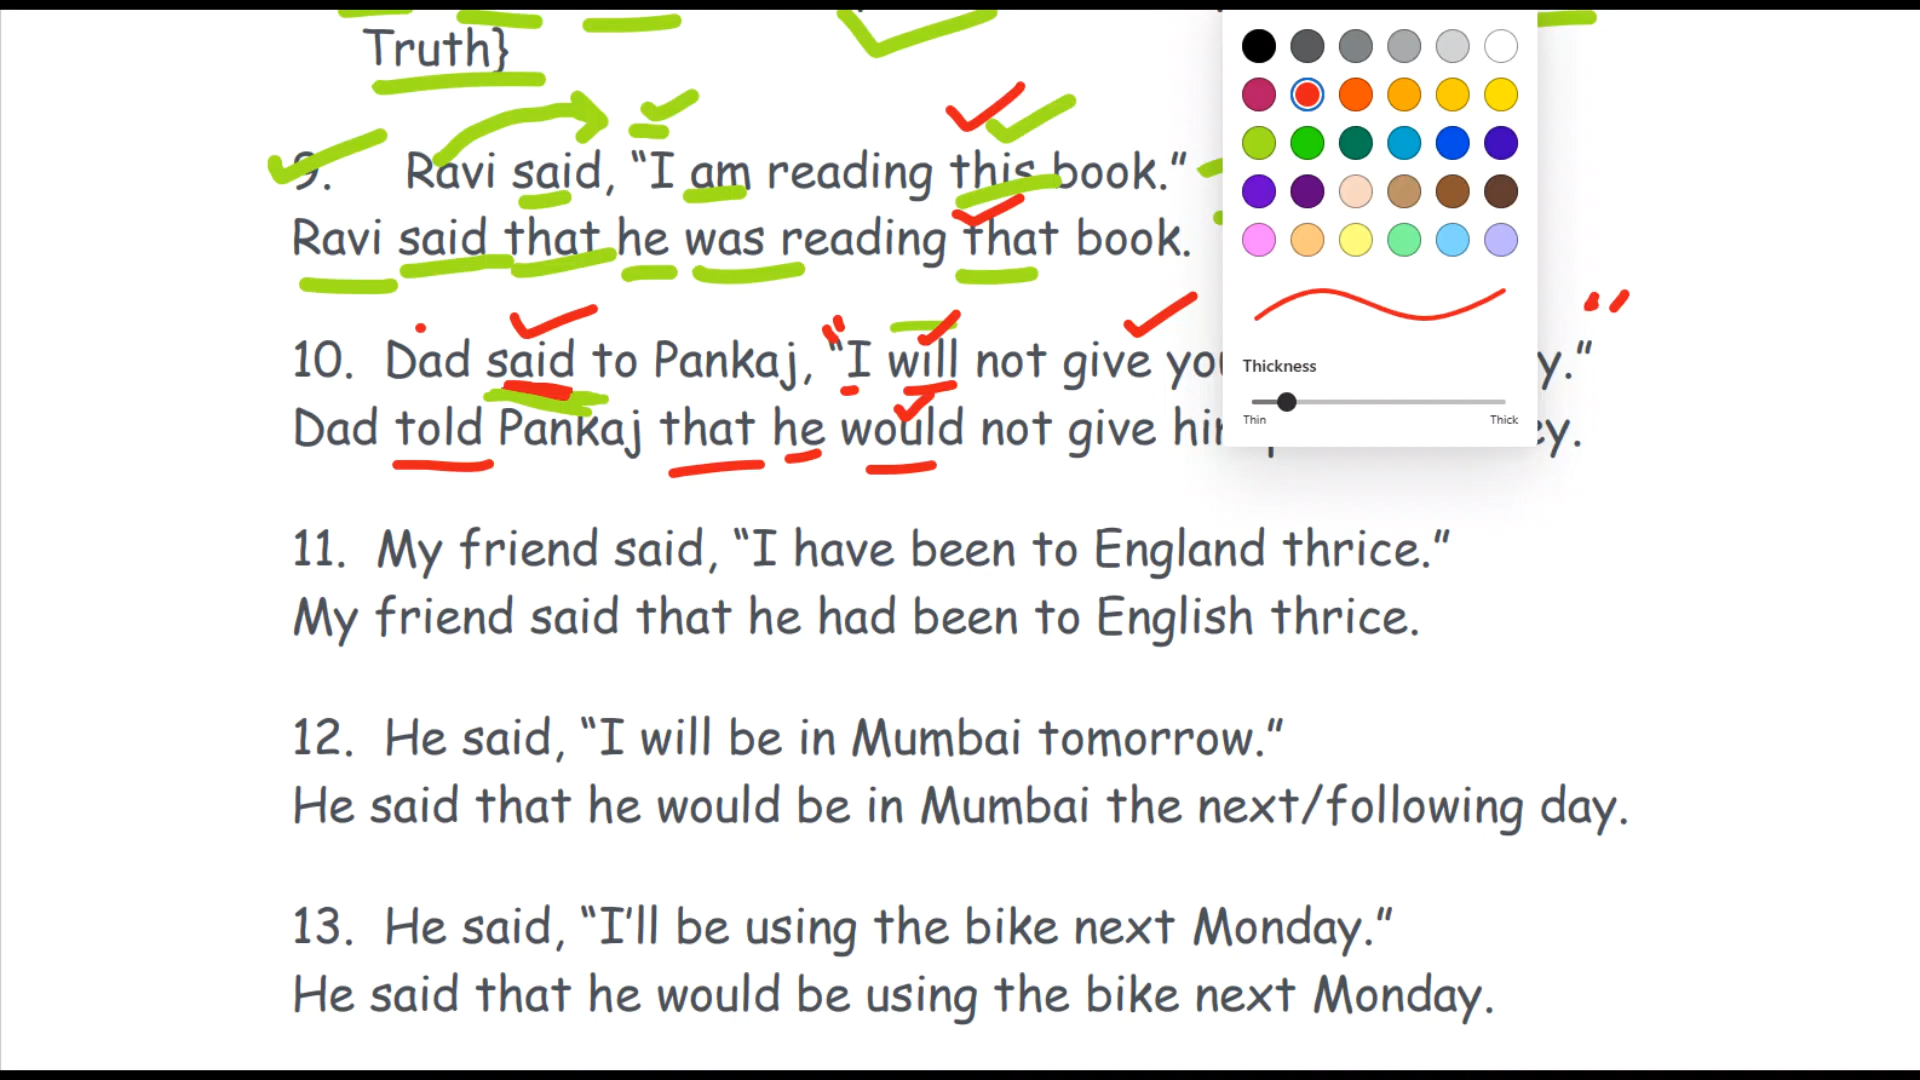 Truth}
9. Ravi said, “I am reading this book.”
Ravi said that he was reading that book.
10. Dad said to Pankaj, “I will not give
Dad told Pankaj that he would not give
Thickness
Thin Thick
11. My friend said, “I have been to England thrice.”
My friend said that he had been to English thrice.
12. He said, “I will be in Mumbai tomorrow.”
He said that he would be in Mumbai the next/following day.
13. He said, “I’ll be using the bike next Monday.”
He said that he would be using the bike next Monday.